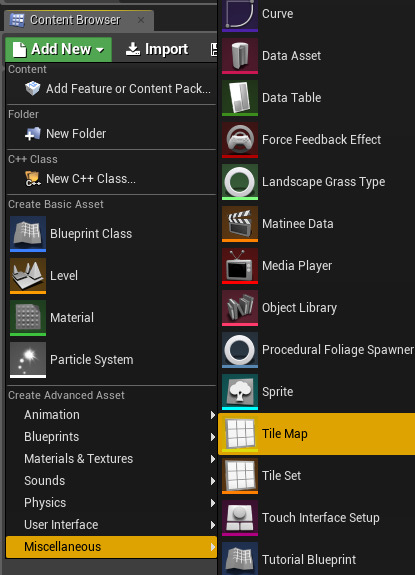 Content Browser
Add New
Import
Content
Add Feature or Content Pack...
Folder
New Folder
C++ Class
New C++ Class...
Create Basic Asset
Blueprint Class
Level
Material
Particle System
Create Advanced Asset
Animation
Blueprints
Materials & Textures
Sounds
Physics
User Interface
Miscellaneous
Curve
Data Asset
Data Table
Force Feedback Effect
Landscape Grass Type
Matinee Data
Media Player
Object Library
Procedural Foliage Spawner
Sprite
Tile Map
Tile Set
Touch Interface Setup
Tutorial Blueprint